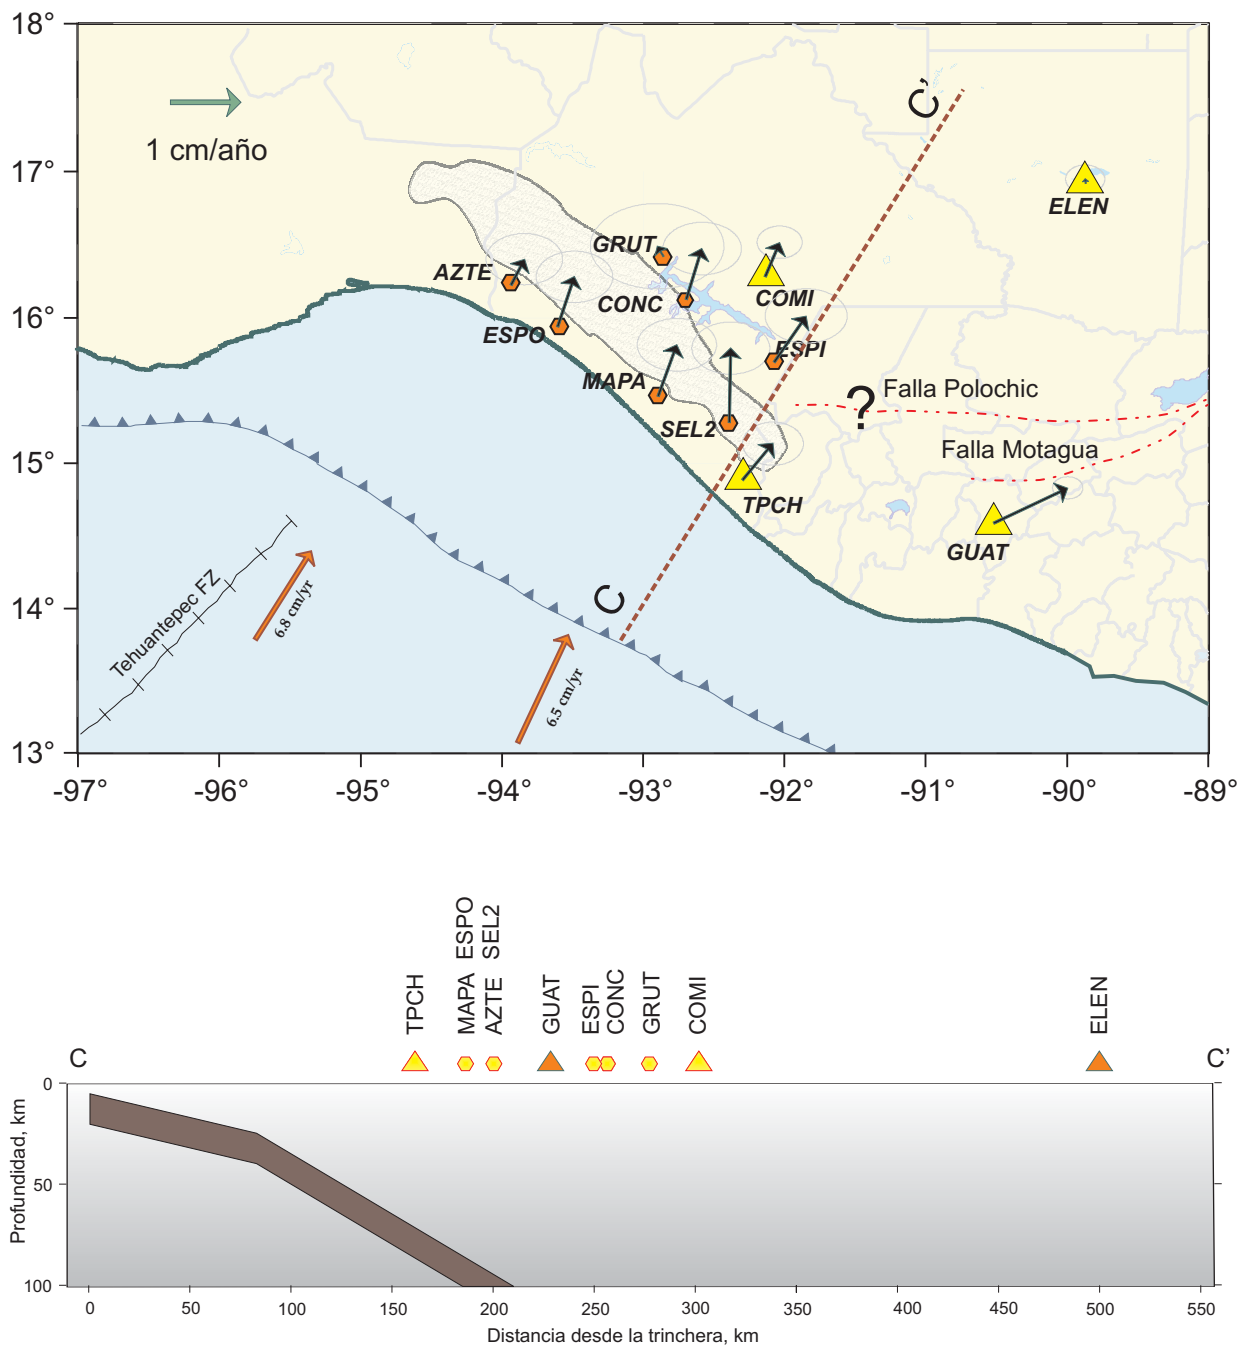 18°
17°
16°
15°
14°
13°
1 cm/año
C'
ELEN
GRUT
AZTE
COMI
CONC
ESPO
ESPI
MAPA
Falla Polochic
?
SEL2
Falla Motagua
TPCH
GUAT
C
Tehuantepec FZ
6.8 cm/yr
6.5 cm/yr
-97°
-96°
-95°
-94°
-93°
-92°
-91°
-90°
-89°
TPCH
MAPA ESPO
AZTE SEL2
GUAT
ESPI
CONC
GRUT
COMI
ELEN
C
C'
Profundidad, km
0
50
100
0
50
100
150
200
250
300
350
400
450
500
550
Distancia desde la trinchera, km